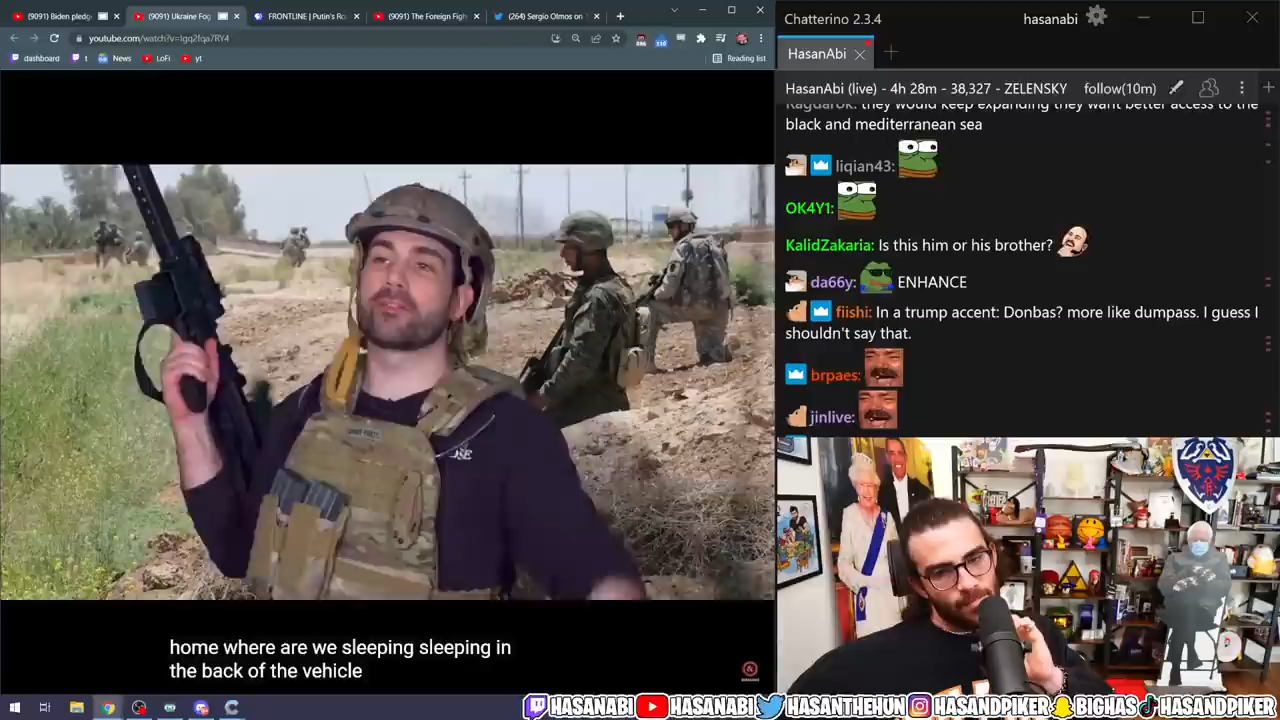 (9091) Biden pledg
(9091) Ukraine Fog
FRONTLINE | Putin's Ro
(9091) The Foreign Figh
(264) Sergio Olmos on
youtube.com/watch?v=Igq2fqa7RY4
dashboard
t
News
LoFi
yt
Reading list
home where are we sleeping sleeping in
the back of the vehicle
Chatterino 2.3.4
hasanabi
HasanAbi
HasanAbi (live) - 4h 28m - 38,327 - ZELENSKY
follow(10m)
Ragdarok: they would keep expanding they want better access to the
black and mediterranean sea
liqian43:
OK4Y1:
KalidZakaria: Is this him or his brother?
da66y: ENHANCE
fiishi: In a trump accent: Donbas? more like dumpass. I guess I
shouldn't say that.
brpaes:
jinlive:
HASANABI HASANABI HASANTHEHUN HASANDPIKER BIGHAS HASANDPIKER